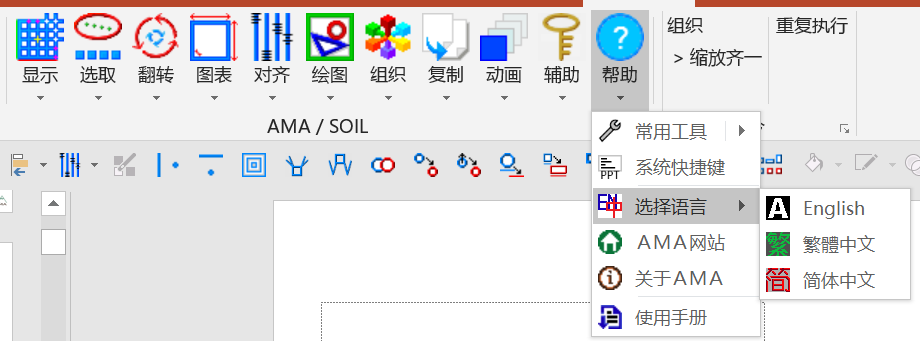 显示 选取 翻转 图表 对齐 绘图 组织 复制 动画 辅助 帮助
组织
> 缩放齐一
重复执行
AMA / SOIL
常用工具
PPT 系统快捷键
选择语言
AMA网站
关于AMA
使用手册
A English
繁 繁體中文
简 简体中文